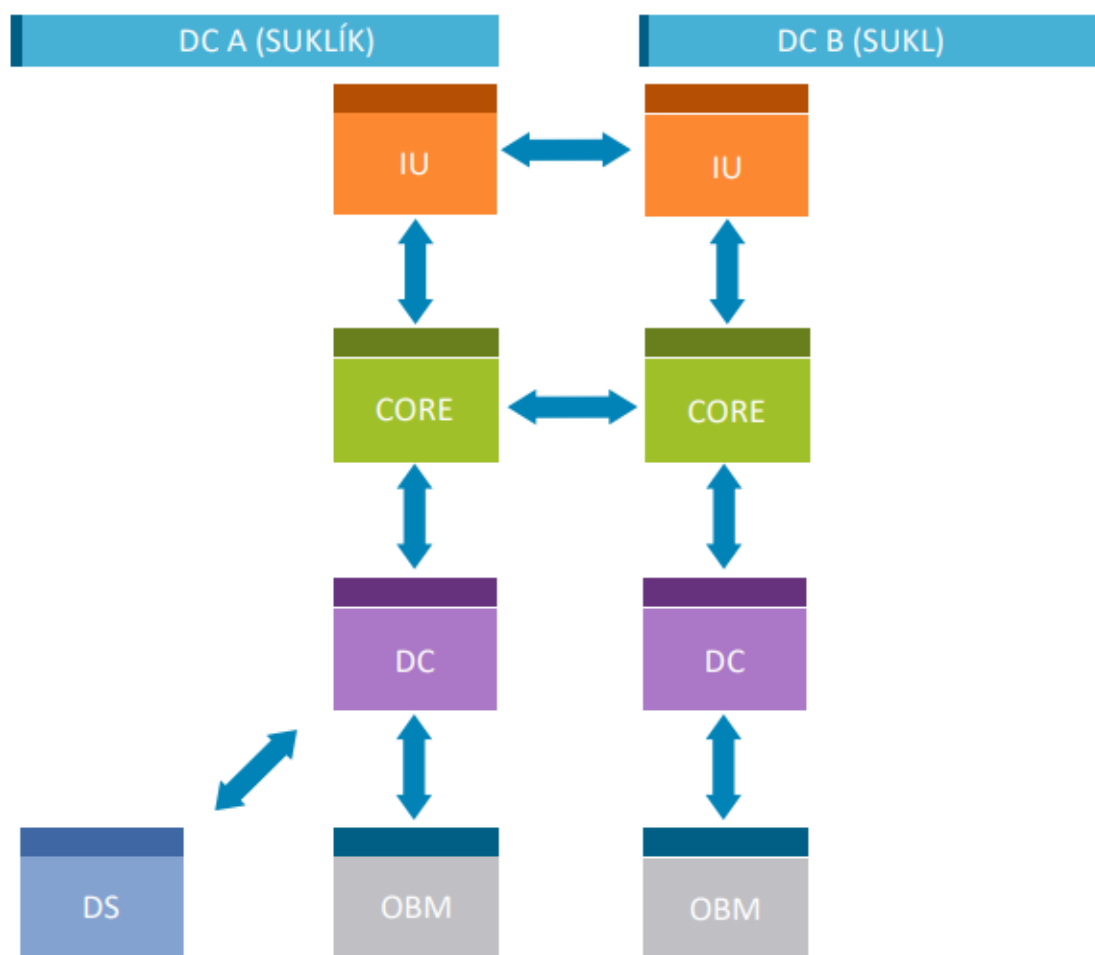 DC A (SUKLÍK)
DC B (SUKL)
IU
IU
CORE
CORE
DC
DC
DS
OBM
OBM